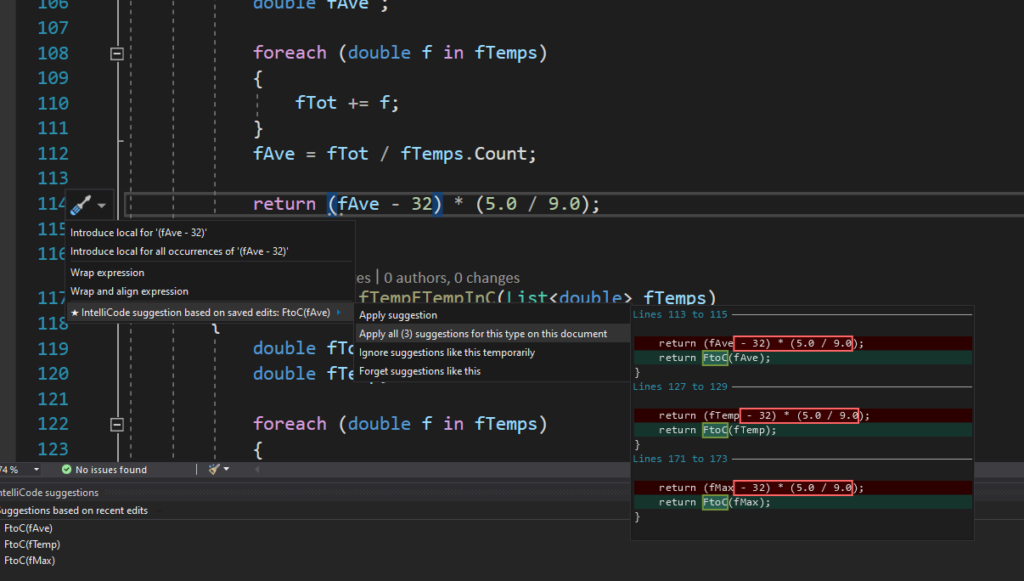 106 double fAve ;
107
108 foreach (double f in fTemps)
109 {
110 fTot += f;
111 }
112 fAve = fTot / fTemps.Count;
113
114 return (fAve - 32) * (5.0 / 9.0);
115
116
Introduce local for '(fAve - 32)'
Introduce local for all occurrences of '(fAve - 32)'
Wrap expression
Wrap and align expression
★ IntelliCode suggestion based on saved edits: FtoC(fAve)
es | 0 authors, 0 changes
117 fTempFTempInC(List<double> fTemps)
Apply suggestion
Apply all (3) suggestions for this type on this document
Ignore suggestions like this temporarily
Forget suggestions like this
118 {
119 double fTo
120 double fTe
121
122 foreach (double f in fTemps)
123 {
Lines 113 to 115
return (fAve - 32) * (5.0 / 9.0);
return FtoC(fAve);
}
Lines 127 to 129
return (fTemp - 32) * (5.0 / 9.0);
return FtoC(fTemp);
}
Lines 171 to 173
return (fMax - 32) * (5.0 / 9.0);
return FtoC(fMax);
}
74 % No issues found
ntelliCode suggestions
uggestions based on recent edits
FtoC(fAve)
FtoC(fTemp)
FtoC(fMax)